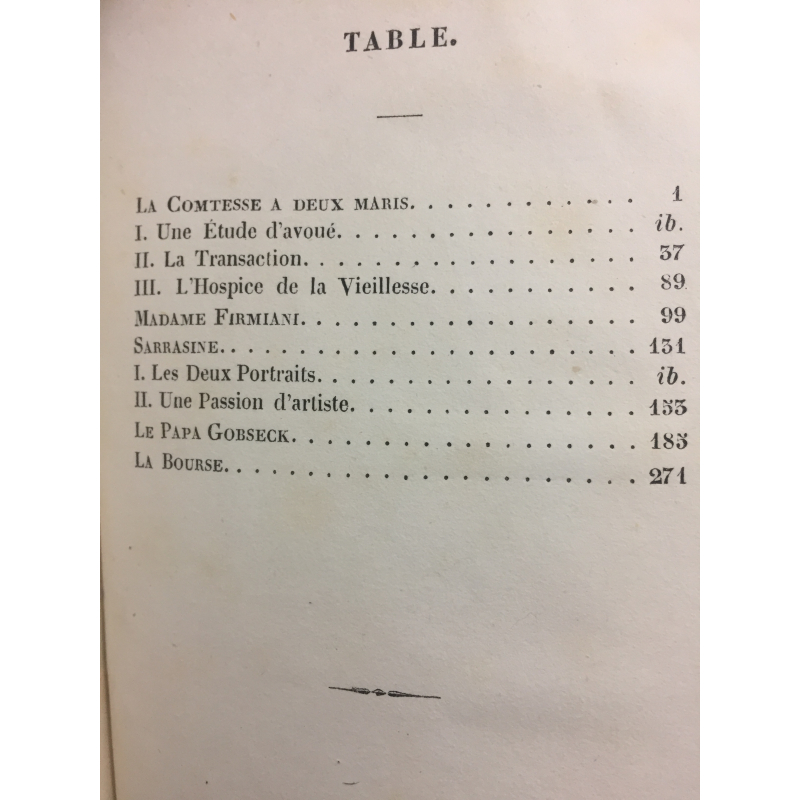 TABLE.
LA COMTESSE A DEUX MARIS. . . . . . . . . . . . 1
I. Une Étude d'avoué. . . . . . . . . . . . . . . ib.
II. La Transaction . . . . . . . . . . . . . . . . 37
III. L'Hospice de la Vieillesse. . . . . . . . . . . 89
MADAME FIRMIANI. . . . . . . . . . . . . . . . . 99
SARRASINE. . . . . . . . . . . . . . . . . . . . 131
I. Les Deux Portraits. . . . . . . . . . . . . . . ib.
II. Une Passion d'artiste. . . . . . . . . . . . . 153
LE PAPA GOBSECK. . . . . . . . . . . . . . . . . 185
LA BOURSE. . . . . . . . . . . . . . . . . . . . 271